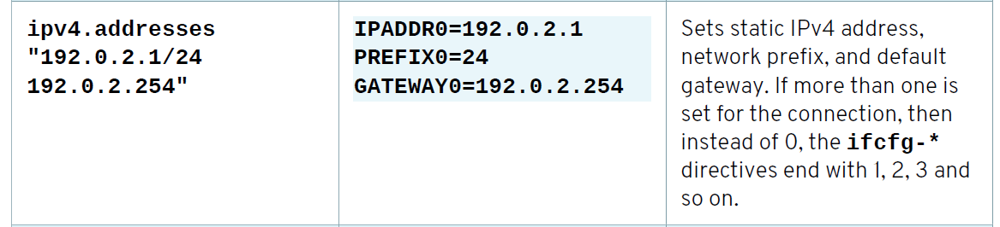 ipv4.addresses
"192.0.2.1/24
192.0.2.254"
IPADDR0=192.0.2.1
PREFIX0=24
GATEWAY0=192.0.2.254
Sets static IPv4 address,
network prefix, and default
gateway. If more than one is
set for the connection, then
instead of 0, the ifcfg-*
directives end with 1, 2, 3 and
so on.